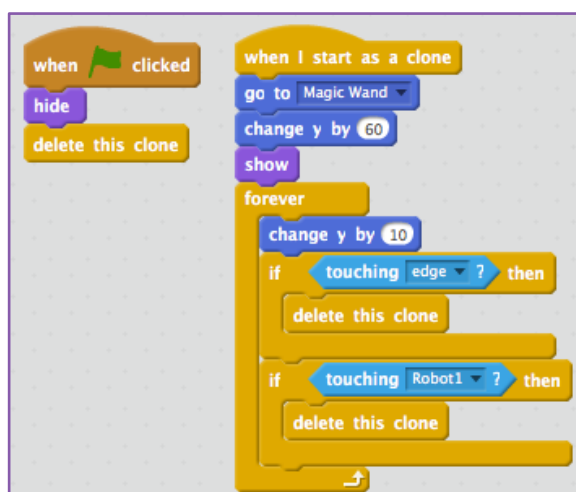 when clicked
hide
delete this clone
when I start as a clone
go to Magic Wand
change y by 60
show
forever
change y by 10
if touching edge ? then
delete this clone
if touching Robot1 ? then
delete this clone